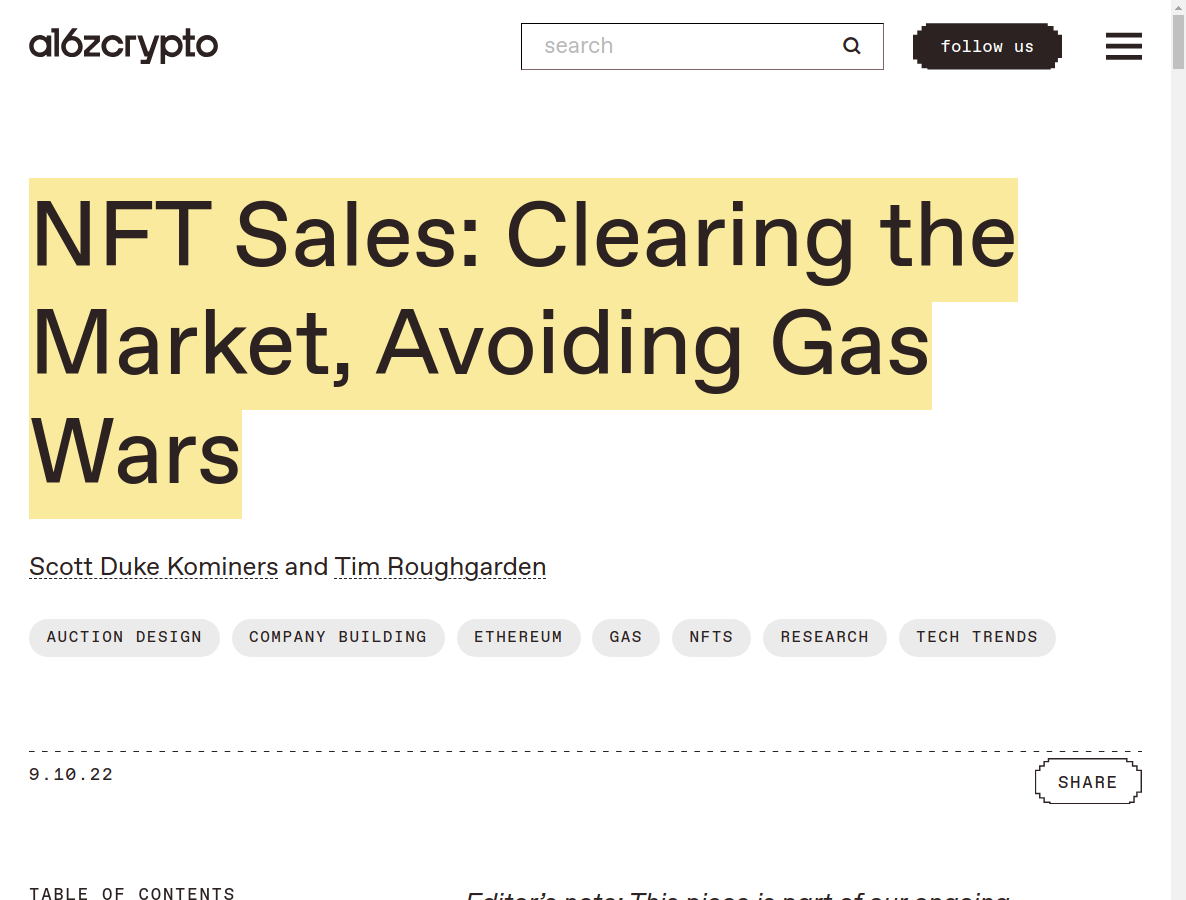 a16zcrypto
search
follow us
NFT Sales: Clearing the
Market, Avoiding Gas
Wars
Scott Duke Kominers and Tim Roughgarden
AUCTION DESIGN COMPANY BUILDING ETHEREUM GAS NFTS RESEARCH TECH TRENDS
9.10.22
SHARE
TABLE OF CONTENTS
Editor's note: This piece is part of our ongoing